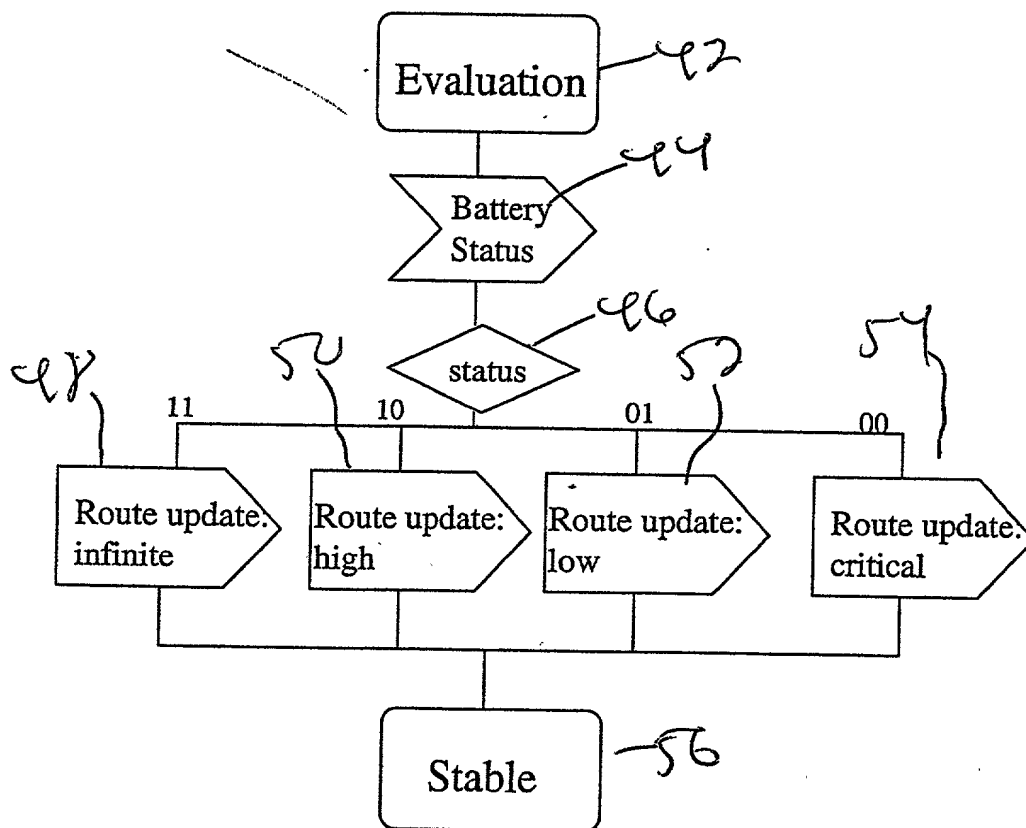 Evaluation
42
44
Battery
Status
46
status
48
50
52
54
11
10
01
00
Route update:
infinite
Route update:
high
Route update:
low
Route update:
critical
Stable
56